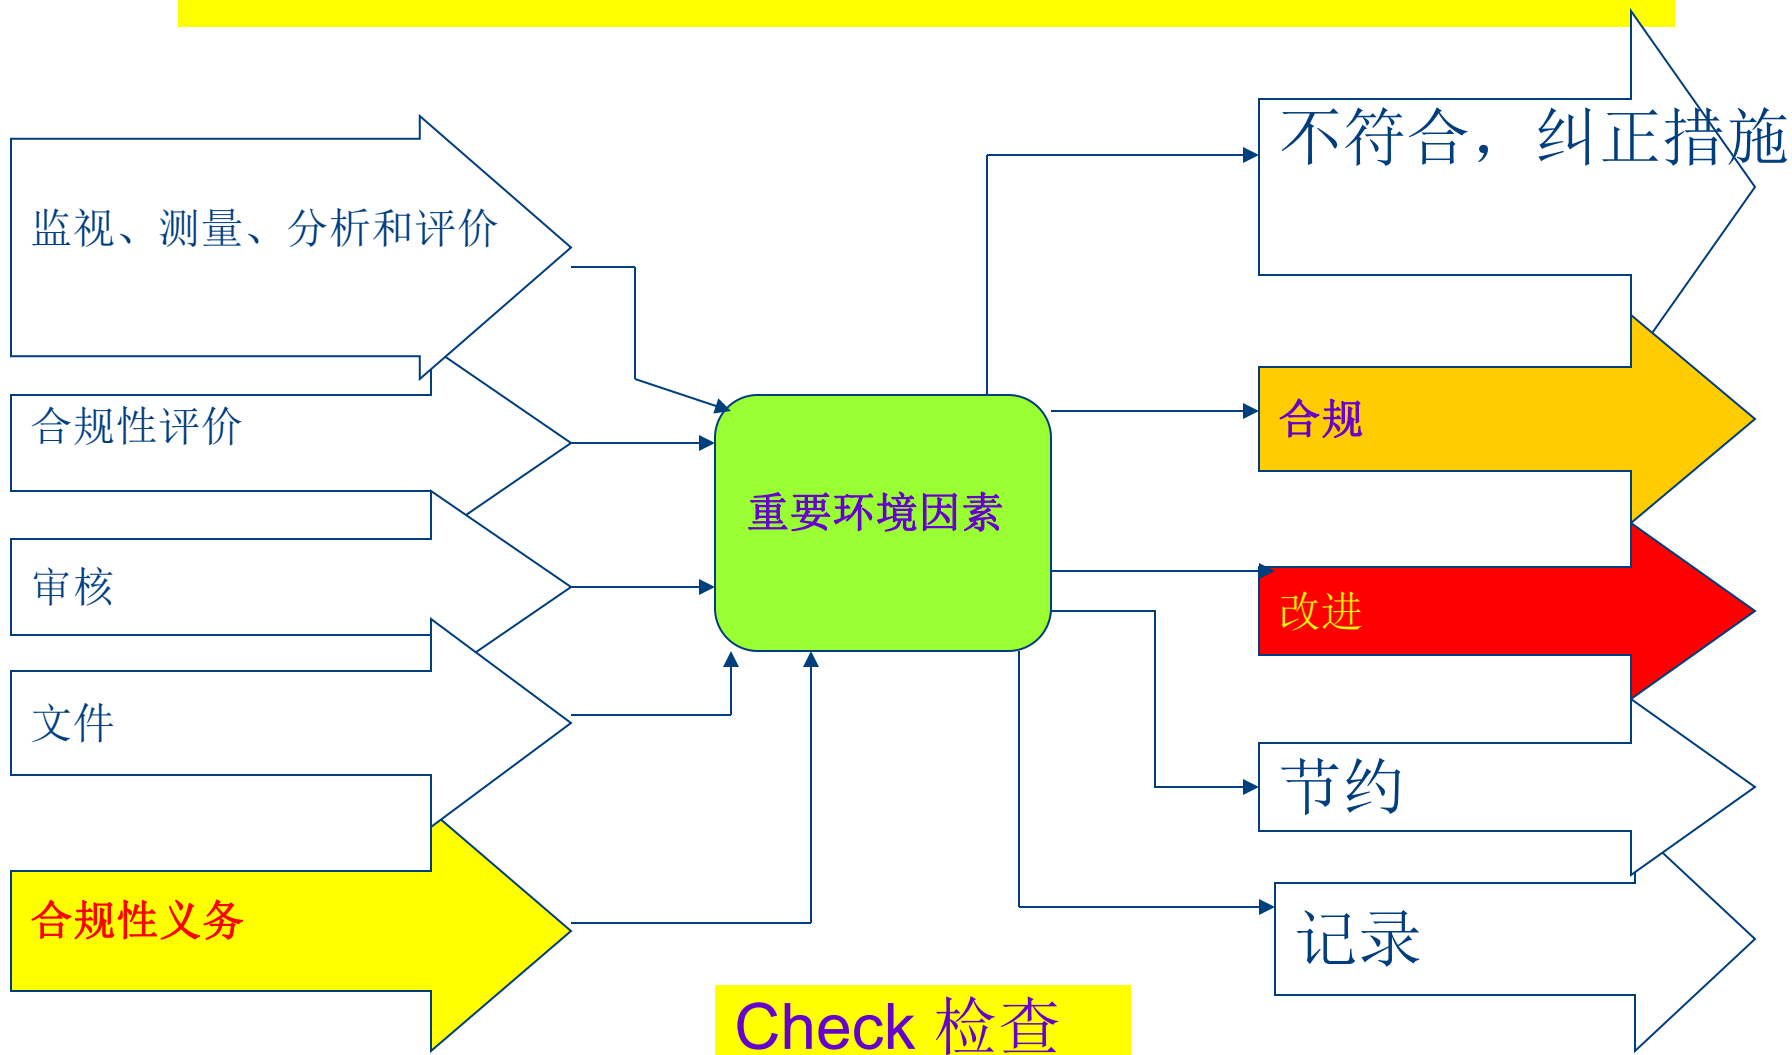 监视、测量、分析和评价
合规性评价
审核
文件
合规性义务
重要环境因素
不符合，纠正措施
合规
改进
节约
记录
Check 检查